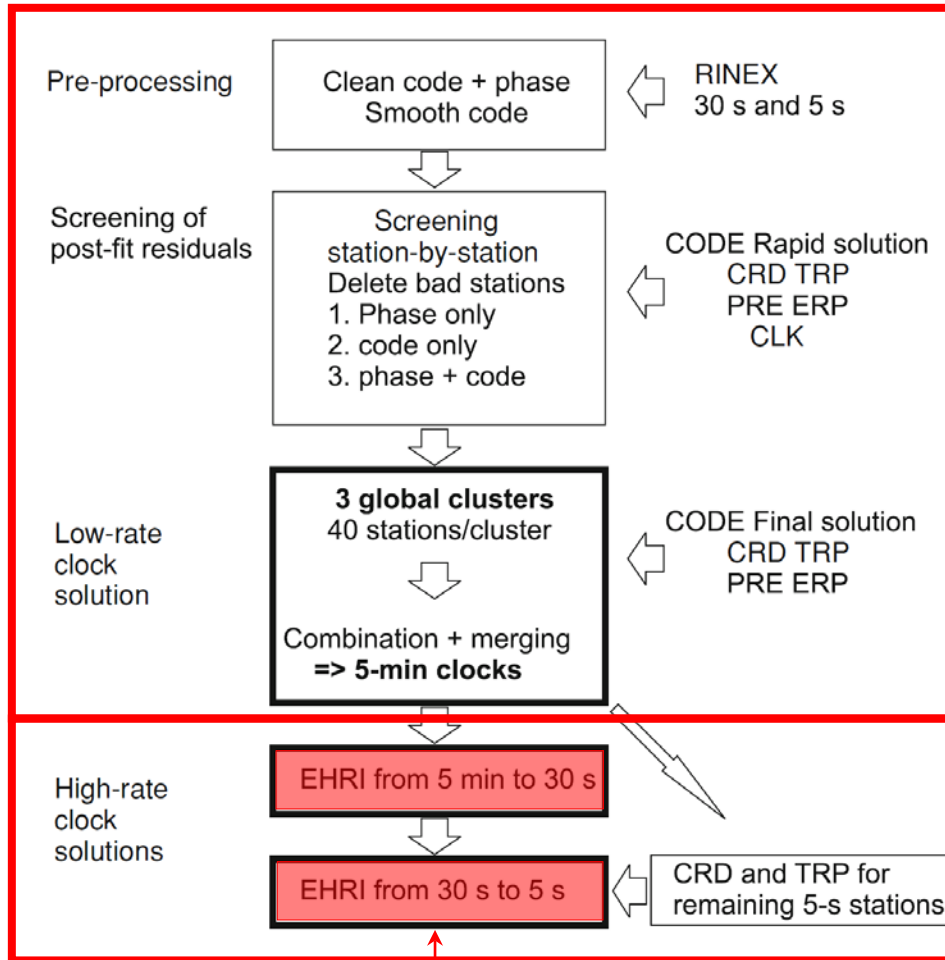 Pre-processing
Clean code + phase
Smooth code
RINEX
30 s and 5 s
Screening of
post-fit residuals
Screening
station-by-station
Delete bad stations
1. Phase only
2. code only
3. phase + code
CODE Rapid solution
CRD TRP
PRE ERP
CLK
Low-rate
clock
solution
3 global clusters
40 stations/cluster
Combination + merging
=> 5-min clocks
CODE Final solution
CRD TRP
PRE ERP
High-rate
clock
solutions
EHRI from 5 min to 30 s
EHRI from 30 s to 5 s
CRD and TRP for
remaining 5-s stations